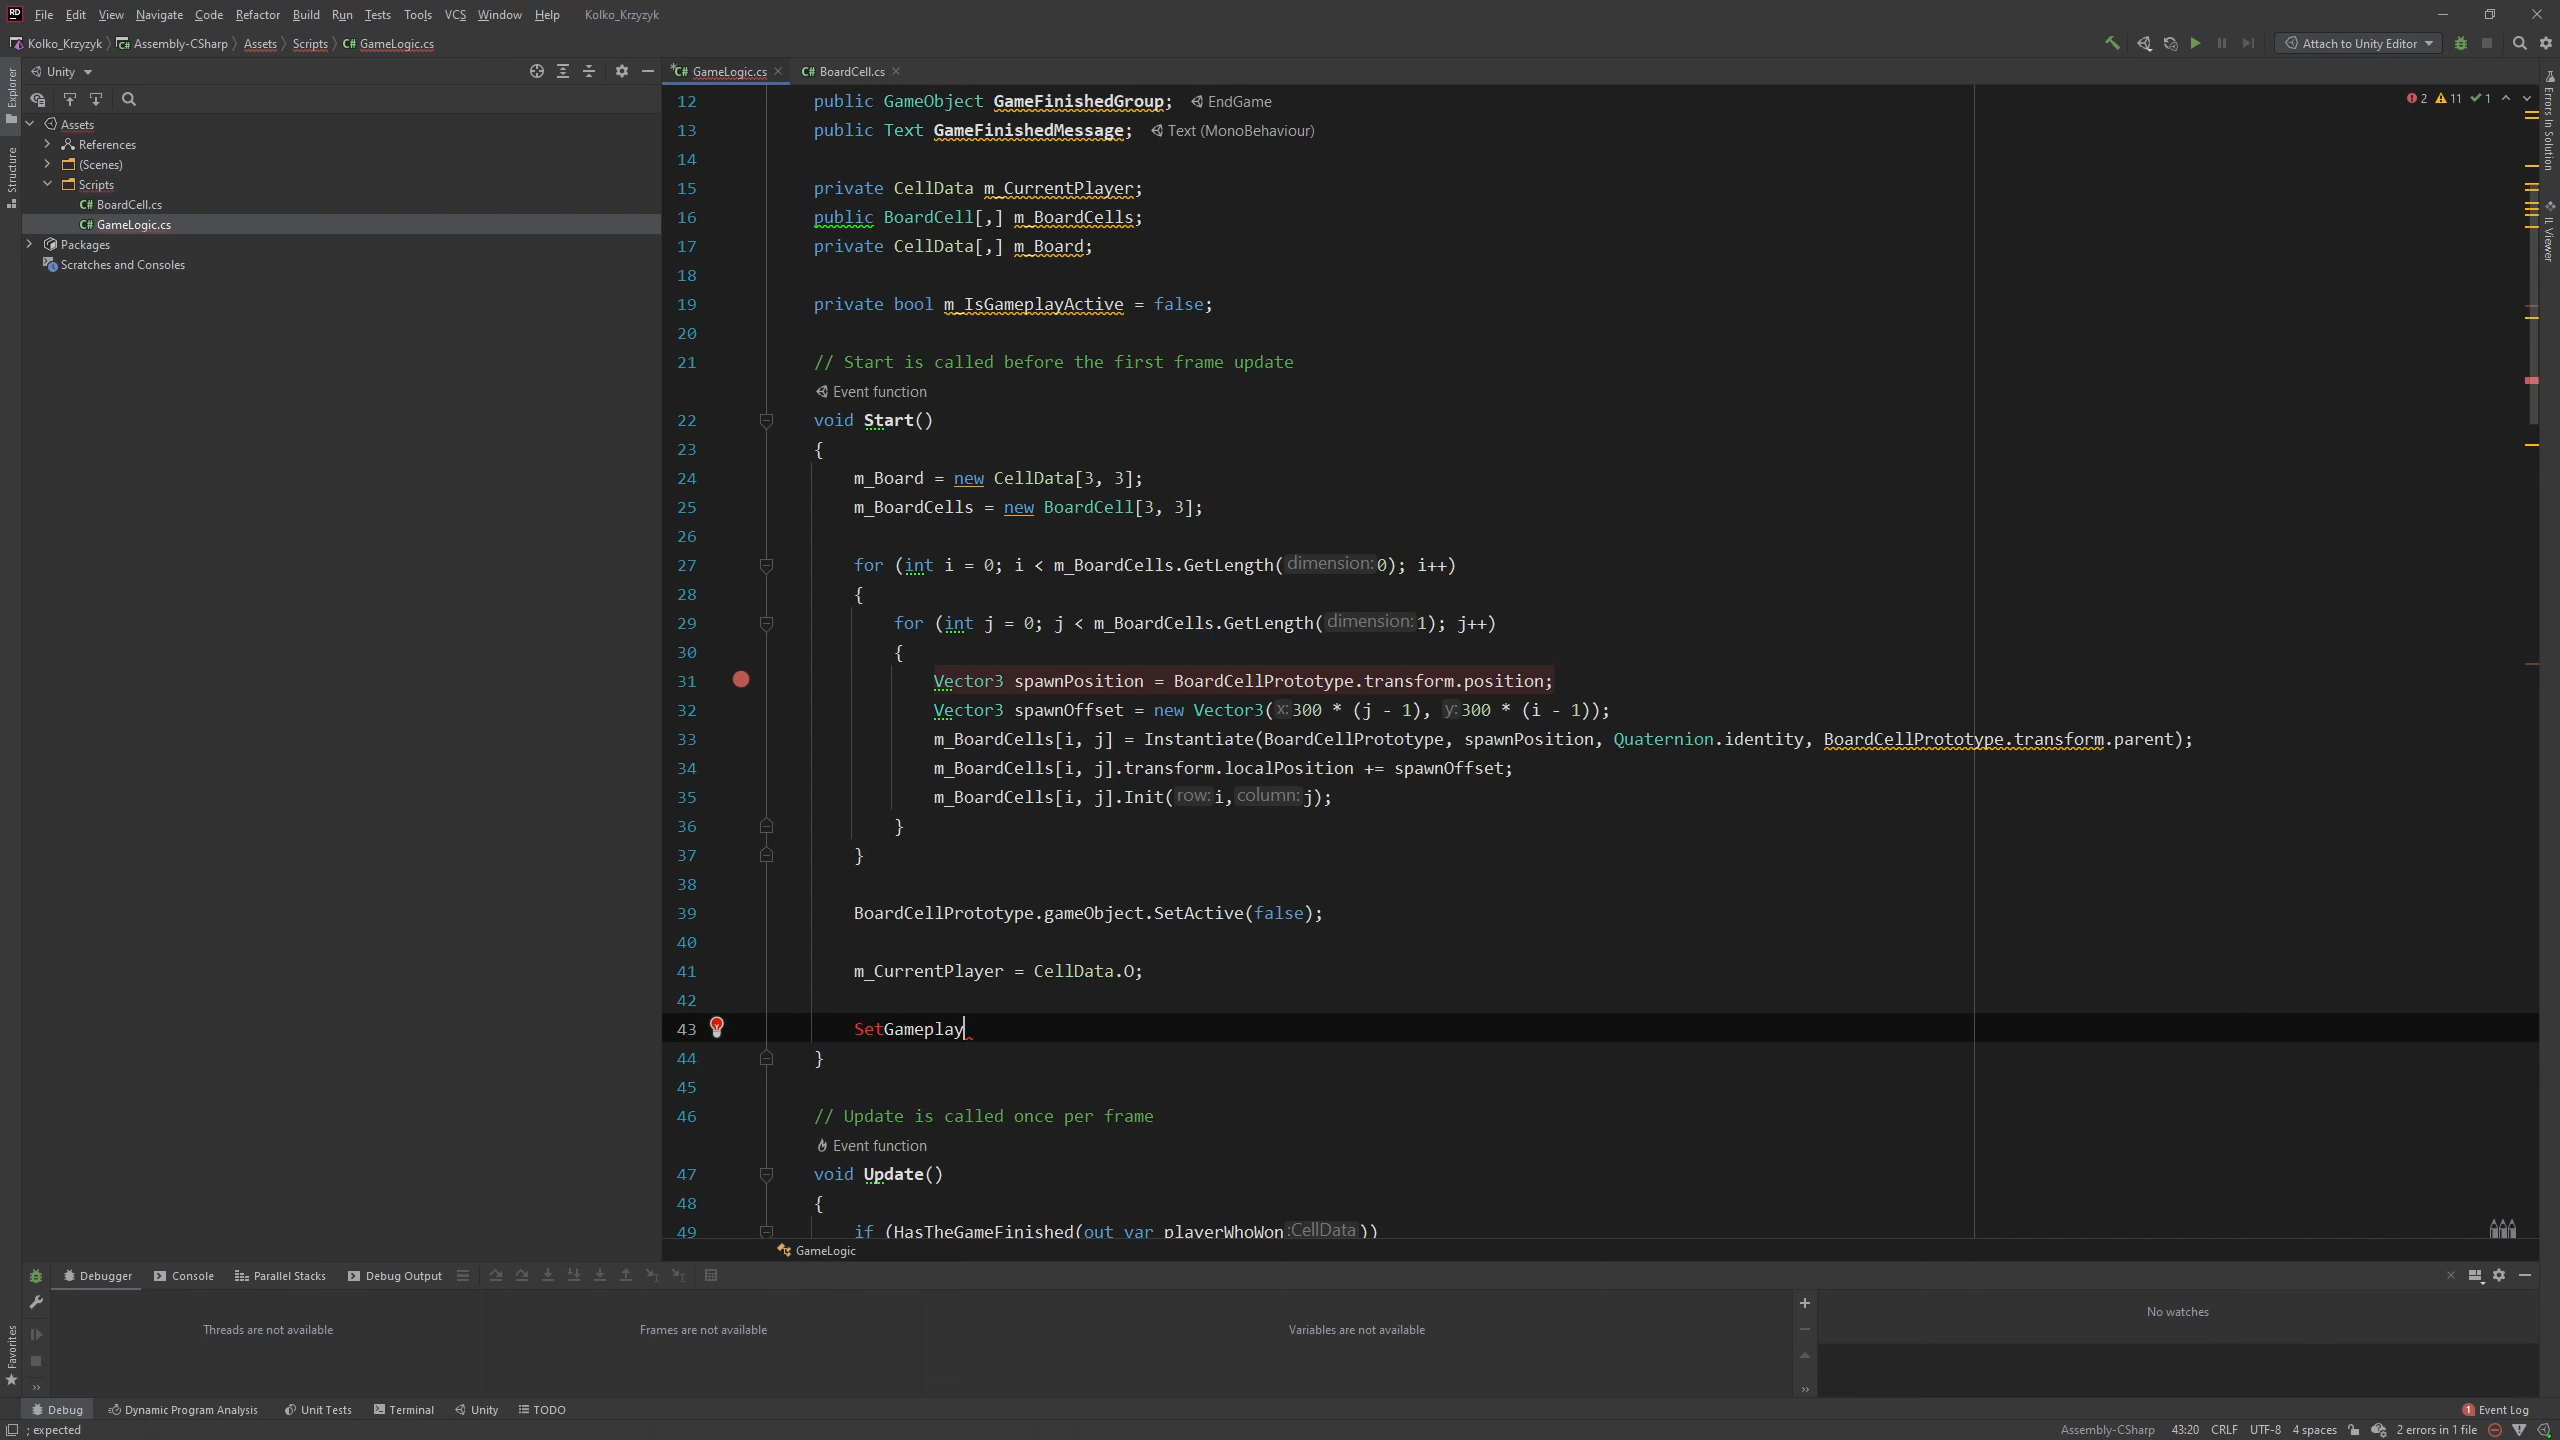 File Edit View Navigate Code Refactor Build Run Tests Tools VCS Window Help Kolko_Krzyzyk
Kolko_Krzyzyk Assembly-CSharp Assets Scripts C# GameLogic.cs Attach to Unity Editor
Explorer
Structure
Favorites
Unity
Assets
References
(Scenes)
Scripts
C# BoardCell.cs
C# GameLogic.cs
Packages
Scratches and Consoles
*C# GameLogic.cs C# BoardCell.cs
2 11 1
Errors In Solution
IL Viewer
12 public GameObject GameFinishedGroup; EndGame
13 public Text GameFinishedMessage; Text (MonoBehaviour)
14
15 private CellData m_CurrentPlayer;
16 public BoardCell[,] m_BoardCells;
17 private CellData[,] m_Board;
18
19 private bool m_IsGameplayActive = false;
20
21 // Start is called before the first frame update
Event function
22 void Start()
23 {
24 m_Board = new CellData[3, 3];
25 m_BoardCells = new BoardCell[3, 3];
26
27 for (int i = 0; i < m_BoardCells.GetLength(dimension:0); i++)
28 {
29 for (int j = 0; j < m_BoardCells.GetLength(dimension:1); j++)
30 {
31 Vector3 spawnPosition = BoardCellPrototype.transform.position;
32 Vector3 spawnOffset = new Vector3(x:300 * (j - 1), y:300 * (i - 1));
33 m_BoardCells[i, j] = Instantiate(BoardCellPrototype, spawnPosition, Quaternion.identity, BoardCellPrototype.transform.parent);
34 m_BoardCells[i, j].transform.localPosition += spawnOffset;
35 m_BoardCells[i, j].Init(row:i,column:j);
36 }
37 }
38
39 BoardCellPrototype.gameObject.SetActive(false);
40
41 m_CurrentPlayer = CellData.O;
42
43 SetGameplay
44 }
45
46 // Update is called once per frame
Event function
47 void Update()
48 {
49 if (HasTheGameFinished(out var playerWhoWon:CellData))
GameLogic
Debugger Console Parallel Stacks Debug Output
Threads are not available Frames are not available Variables are not available No watches
Debug Dynamic Program Analysis Unit Tests Terminal Unity TODO 1 Event Log
; expected Assembly-CSharp 43:20 CRLF UTF-8 4 spaces 2 errors in 1 file